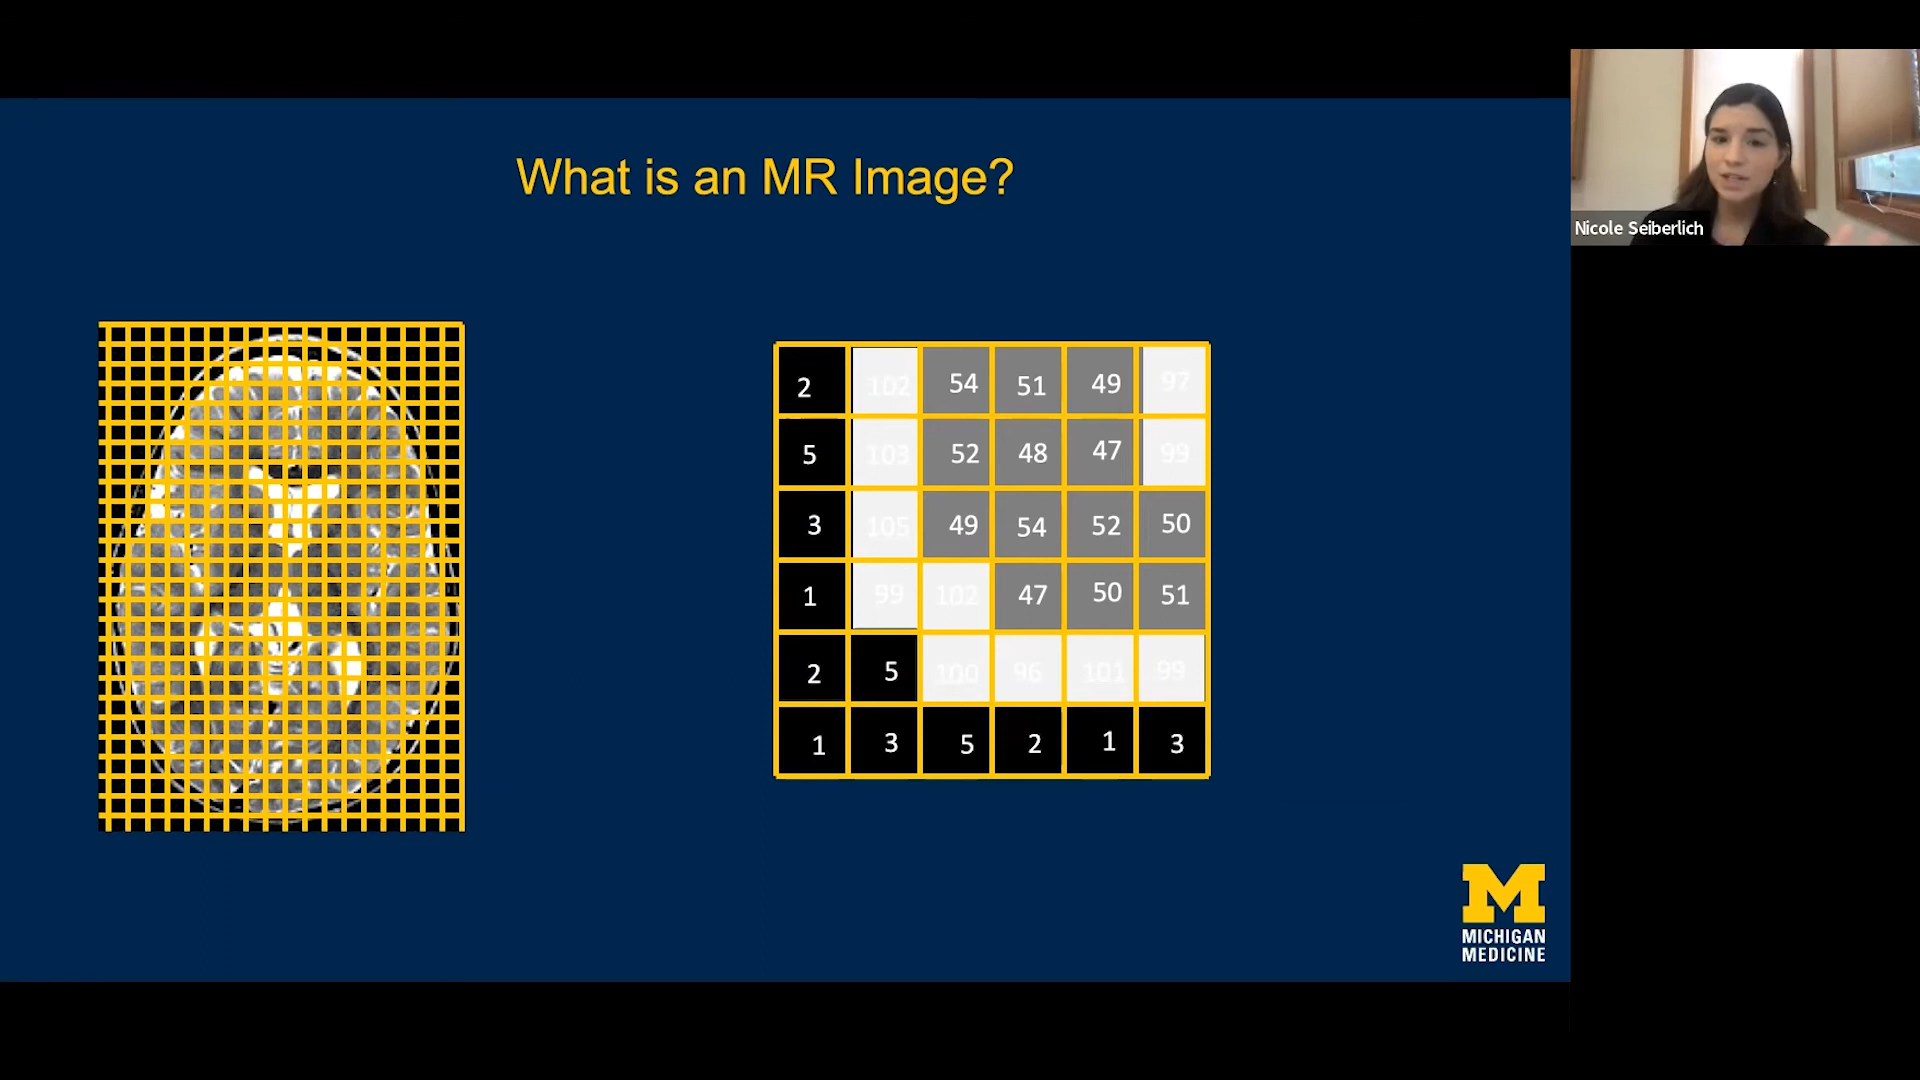 What is an MR Image?
Nicole Seiberlich
2 102 54 51 49 97
5 103 52 48 47 99
3 105 49 54 52 50
1 99 102 47 50 51
2 5 100 96 101 99
1 3 5 2 1 3
M
MICHIGAN
MEDICINE